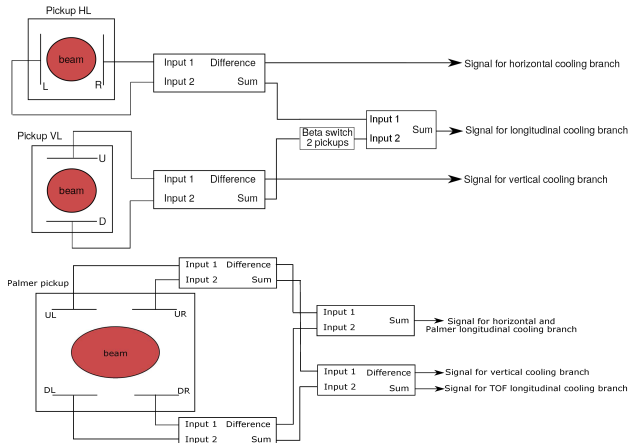 Pickup HL
beam
L
R
Input 1 Difference
Input 2 Sum
Signal for horizontal cooling branch
Input 1
Sum
Input 2
Beta switch
2 pickups
Signal for longitudinal cooling branch
Pickup VL
U
beam
D
Input 1 Difference
Input 2 Sum
Signal for vertical cooling branch
Palmer pickup
UL
UR
beam
DL
DR
Input 1 Difference
Input 2 Sum
Input 1
Sum
Input 2
Signal for horizontal and
Palmer longitudinal cooling branch
Input 1 Difference
Input 2 Sum
Signal for vertical cooling branch
Signal for TOF longitudinal cooling branch
Input 1 Difference
Input 2 Sum